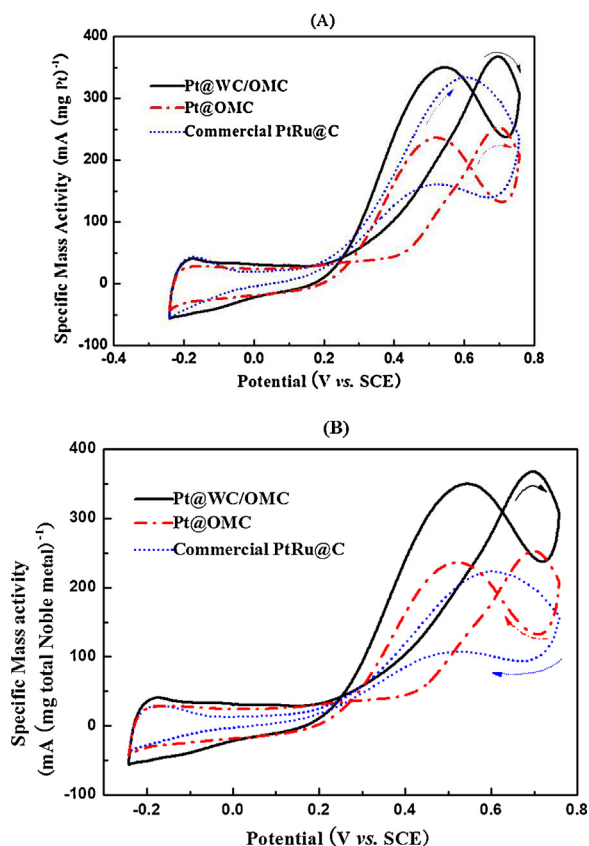 (A)
Specific Mass Activity (mA (mg Pt)-1)
400
300
200
100
0
-100
Pt@WC/OMC
Pt@OMC
Commercial PtRu@C
-0.4 -0.2 0.0 0.2 0.4 0.6 0.8
Potential (V vs. SCE)
(B)
Specific Mass activity
mA (mg total Noble metal)-1
400
300
200
100
0
-100
Pt@WC/OMC
Pt@OMC
Commercial PtRu@C
-0.2 0.0 0.2 0.4 0.6 0.8
Potential (V vs. SCE)